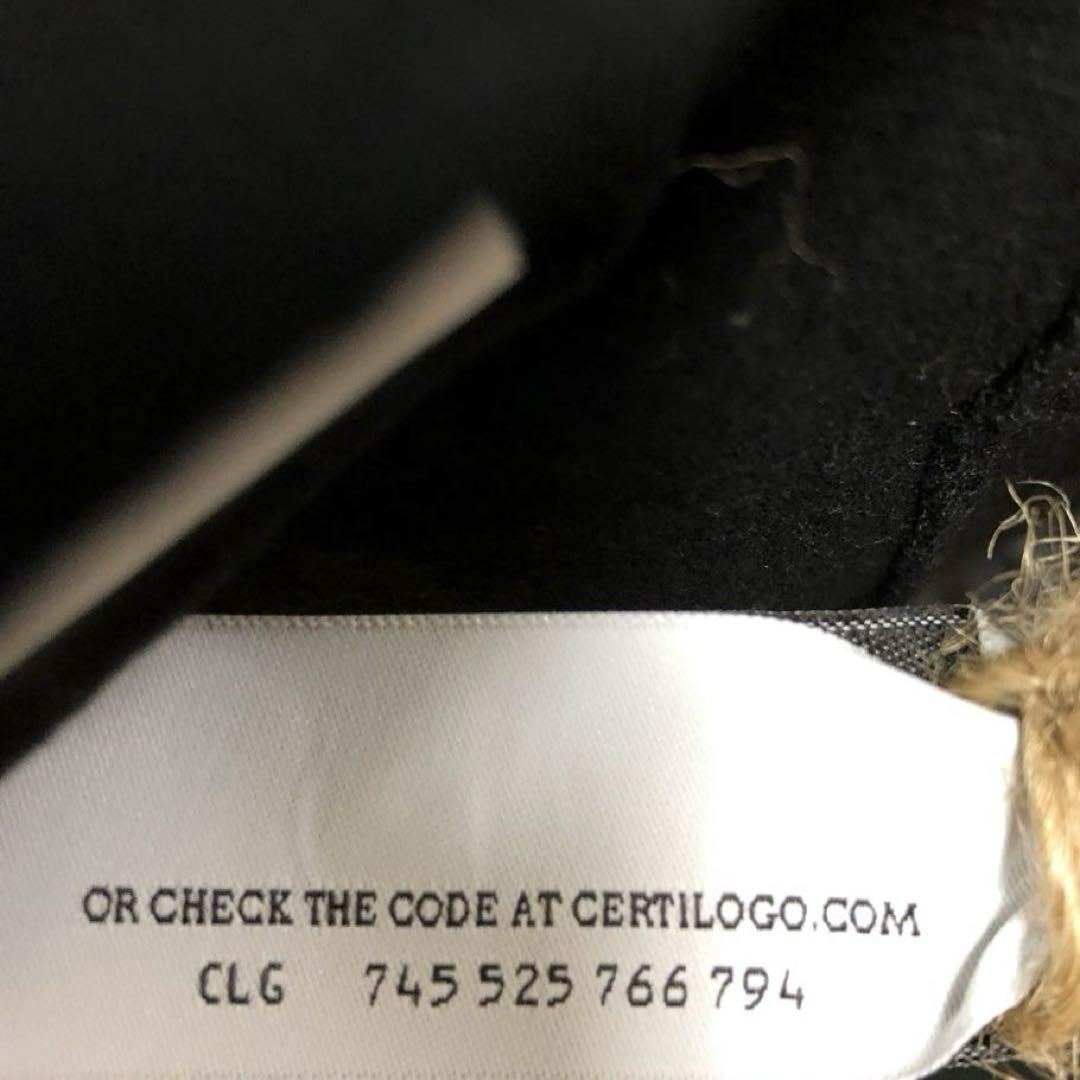 OR CHECK THE CODE AT CERTILOGO.COM
CLG 745 525 766 794